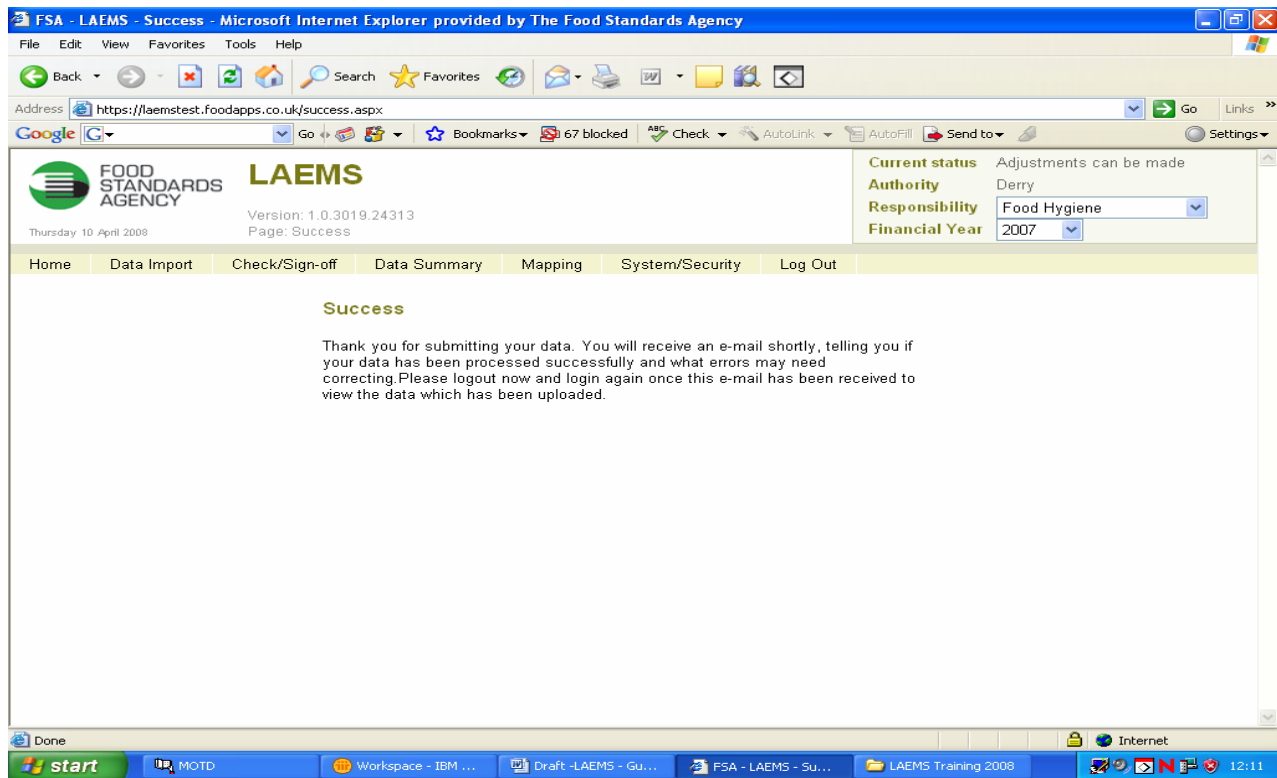 FSA - LAEMS - Success - Microsoft Internet Explorer provided by The Food Standards Agency
File Edit View Favorites Tools Help
Back Search Favorites
Address https://laemstest.foodapps.co.uk/success.aspx Go Links »
Google G Go Bookmarks 67 blocked ABC Check AutoLink AutoFill Send to Settings
FOOD
STANDARDS
AGENCY
Thursday 10 April 2008
LAEMS
Version: 1.0.3019.24313
Page: Success
Current status Adjustments can be made
Authority Derry
Responsibility Food Hygiene
Financial Year 2007
Home Data Import Check/Sign-off Data Summary Mapping System/Security Log Out
Success
Thank you for submitting your data. You will receive an e-mail shortly, telling you if
your data has been processed successfully and what errors may need
correcting.Please logout now and login again once this e-mail has been received to
view the data which has been uploaded.
Done Internet
start MOTD Workspace - IBM ... Draft -LAEMS - Gu... FSA - LAEMS - Su... LAEMS Training 2008 12:11